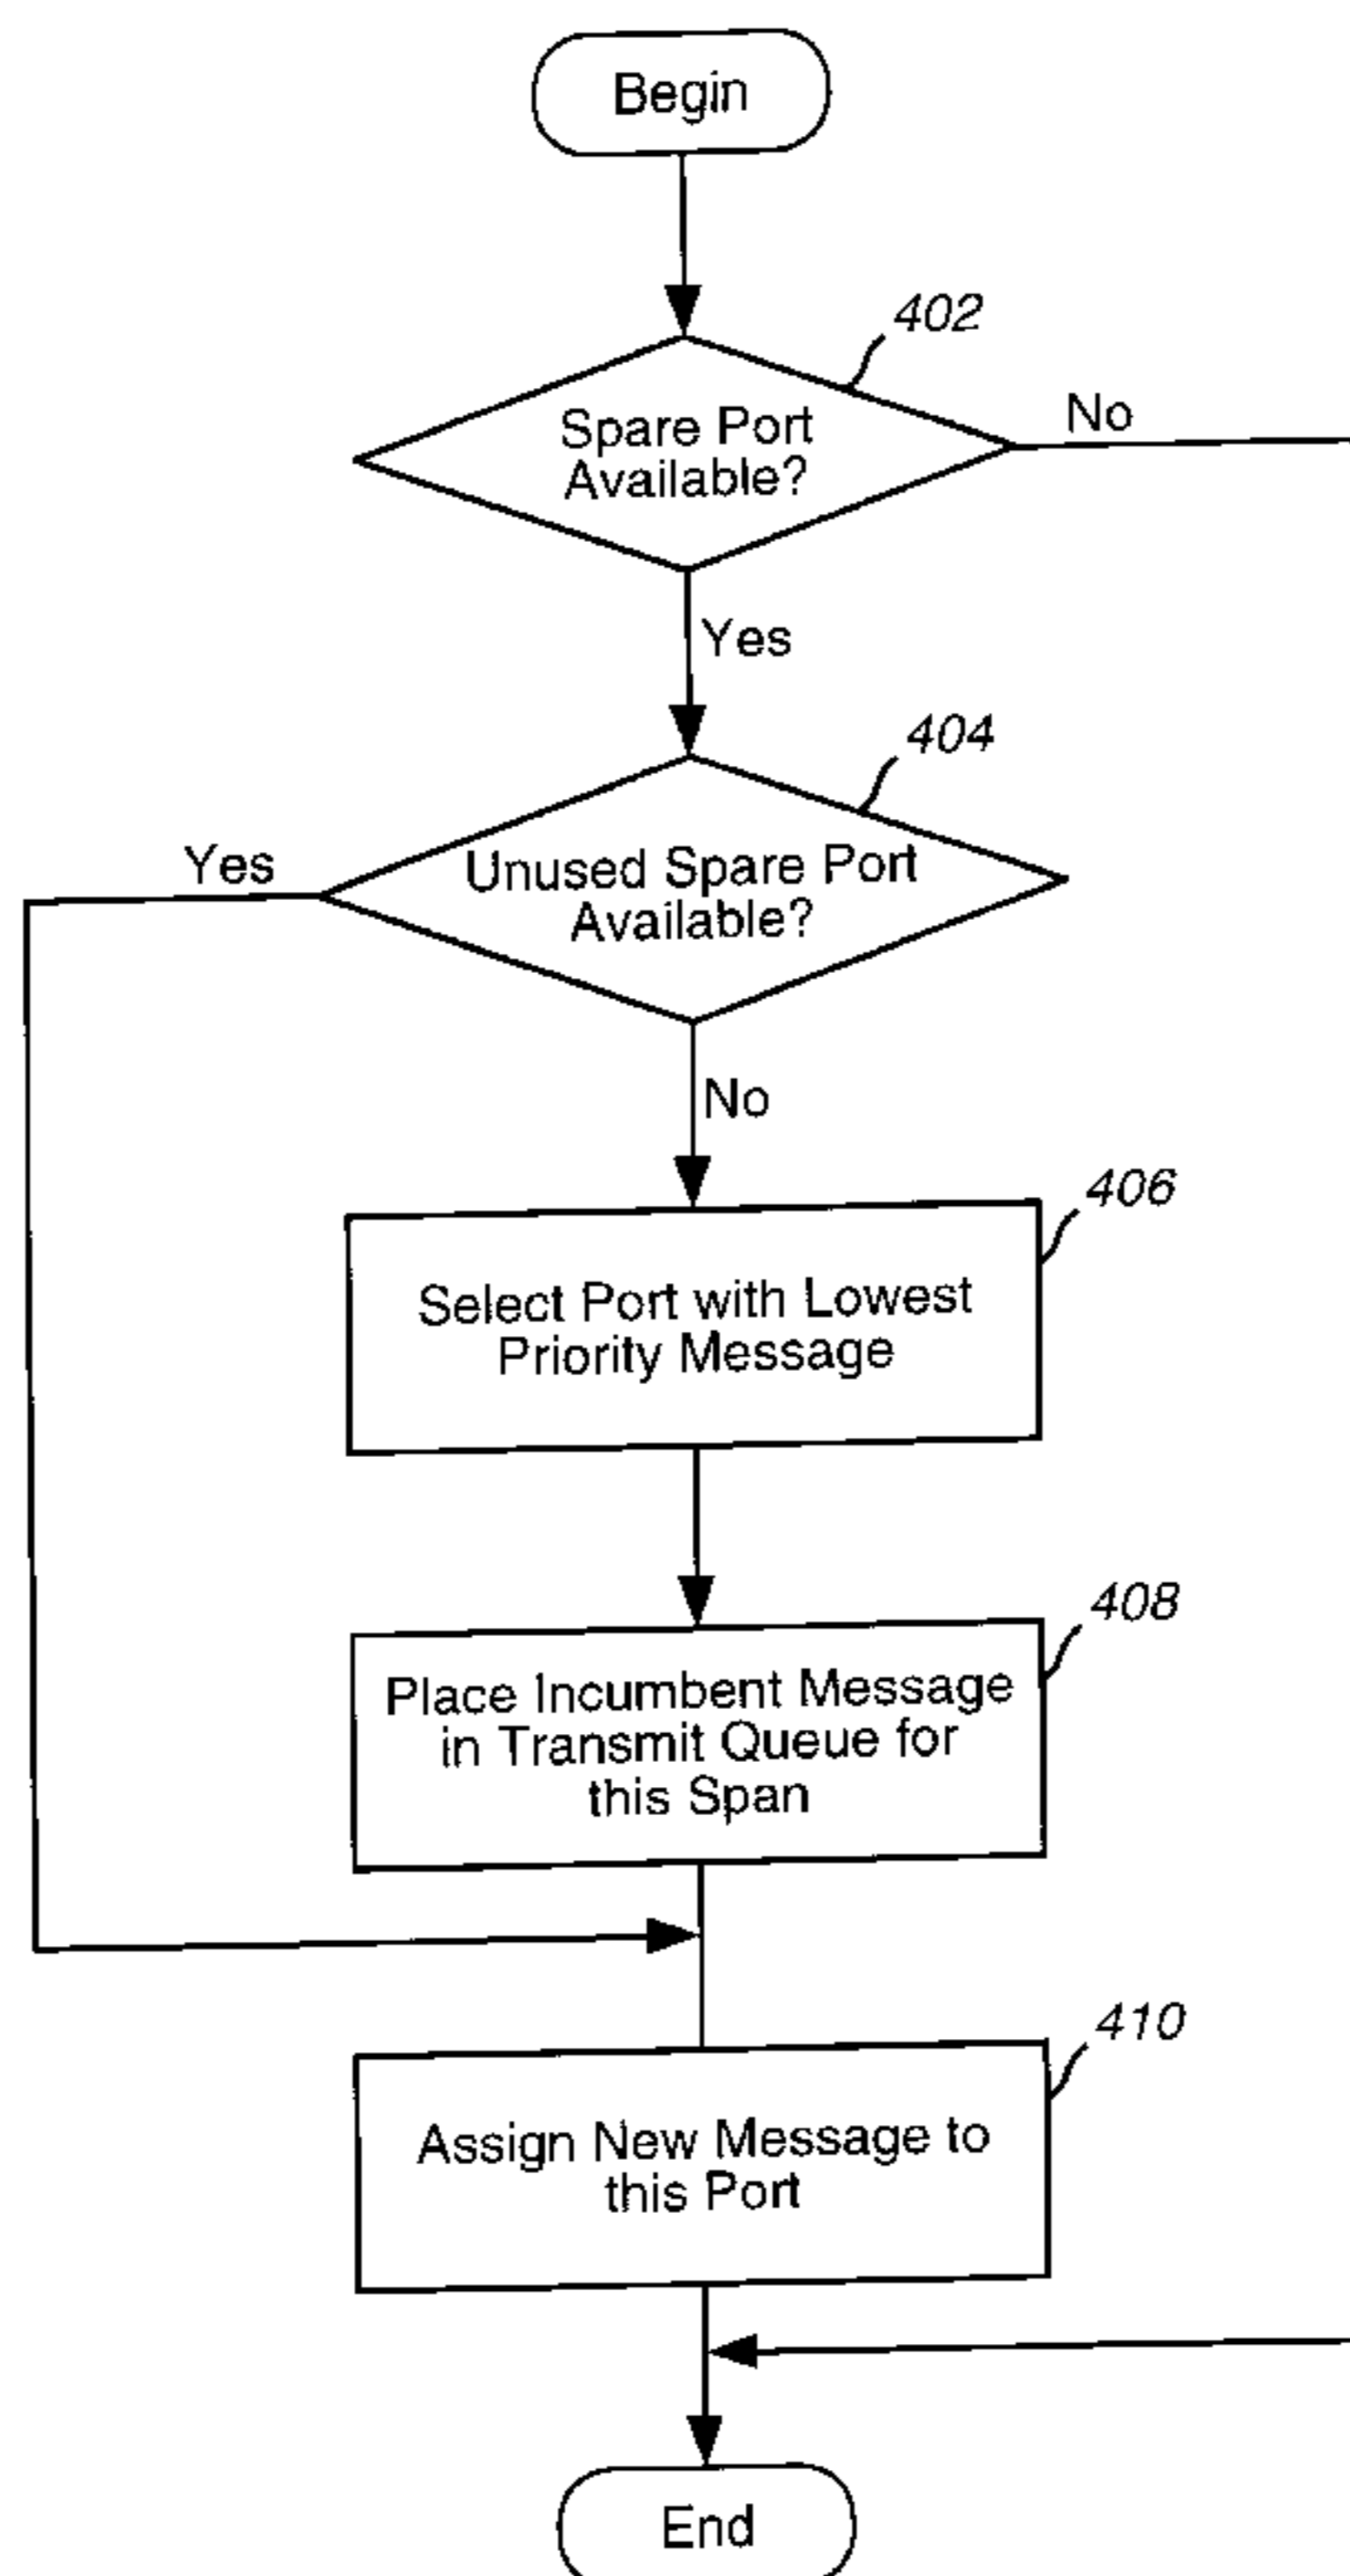 Begin
402
Spare Port
Available?
No
Yes
404
Yes
Unused Spare Port
Available?
No
406
Select Port with Lowest
Priority Message
408
Place Incumbent Message
in Transmit Queue for
this Span
410
Assign New Message to
this Port
End